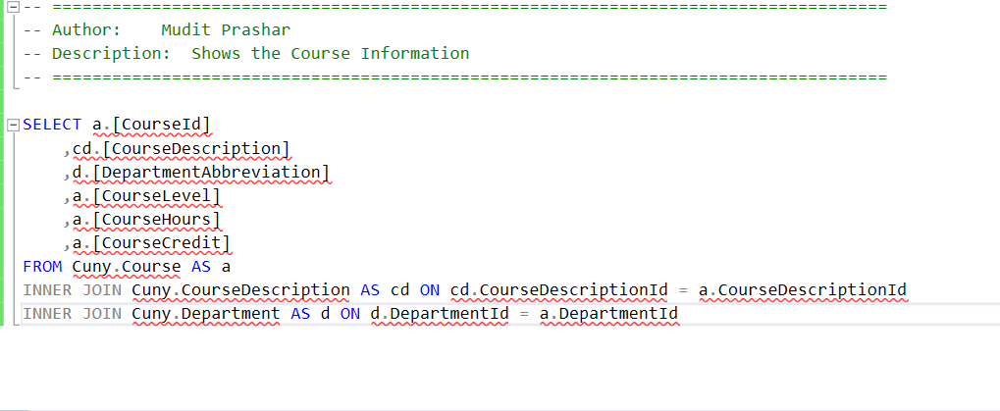 -- =====================================================================================
-- Author:    Mudit Prashar
-- Description:  Shows the Course Information
-- =====================================================================================
SELECT a.[CourseId]
,cd.[CourseDescription]
,d.[DepartmentAbbreviation]
,a.[CourseLevel]
,a.[CourseHours]
,a.[CourseCredit]
FROM Cuny.Course AS a
INNER JOIN Cuny.CourseDescription AS cd ON cd.CourseDescriptionId = a.CourseDescriptionId
INNER JOIN Cuny.Department AS d ON d.DepartmentId = a.DepartmentId